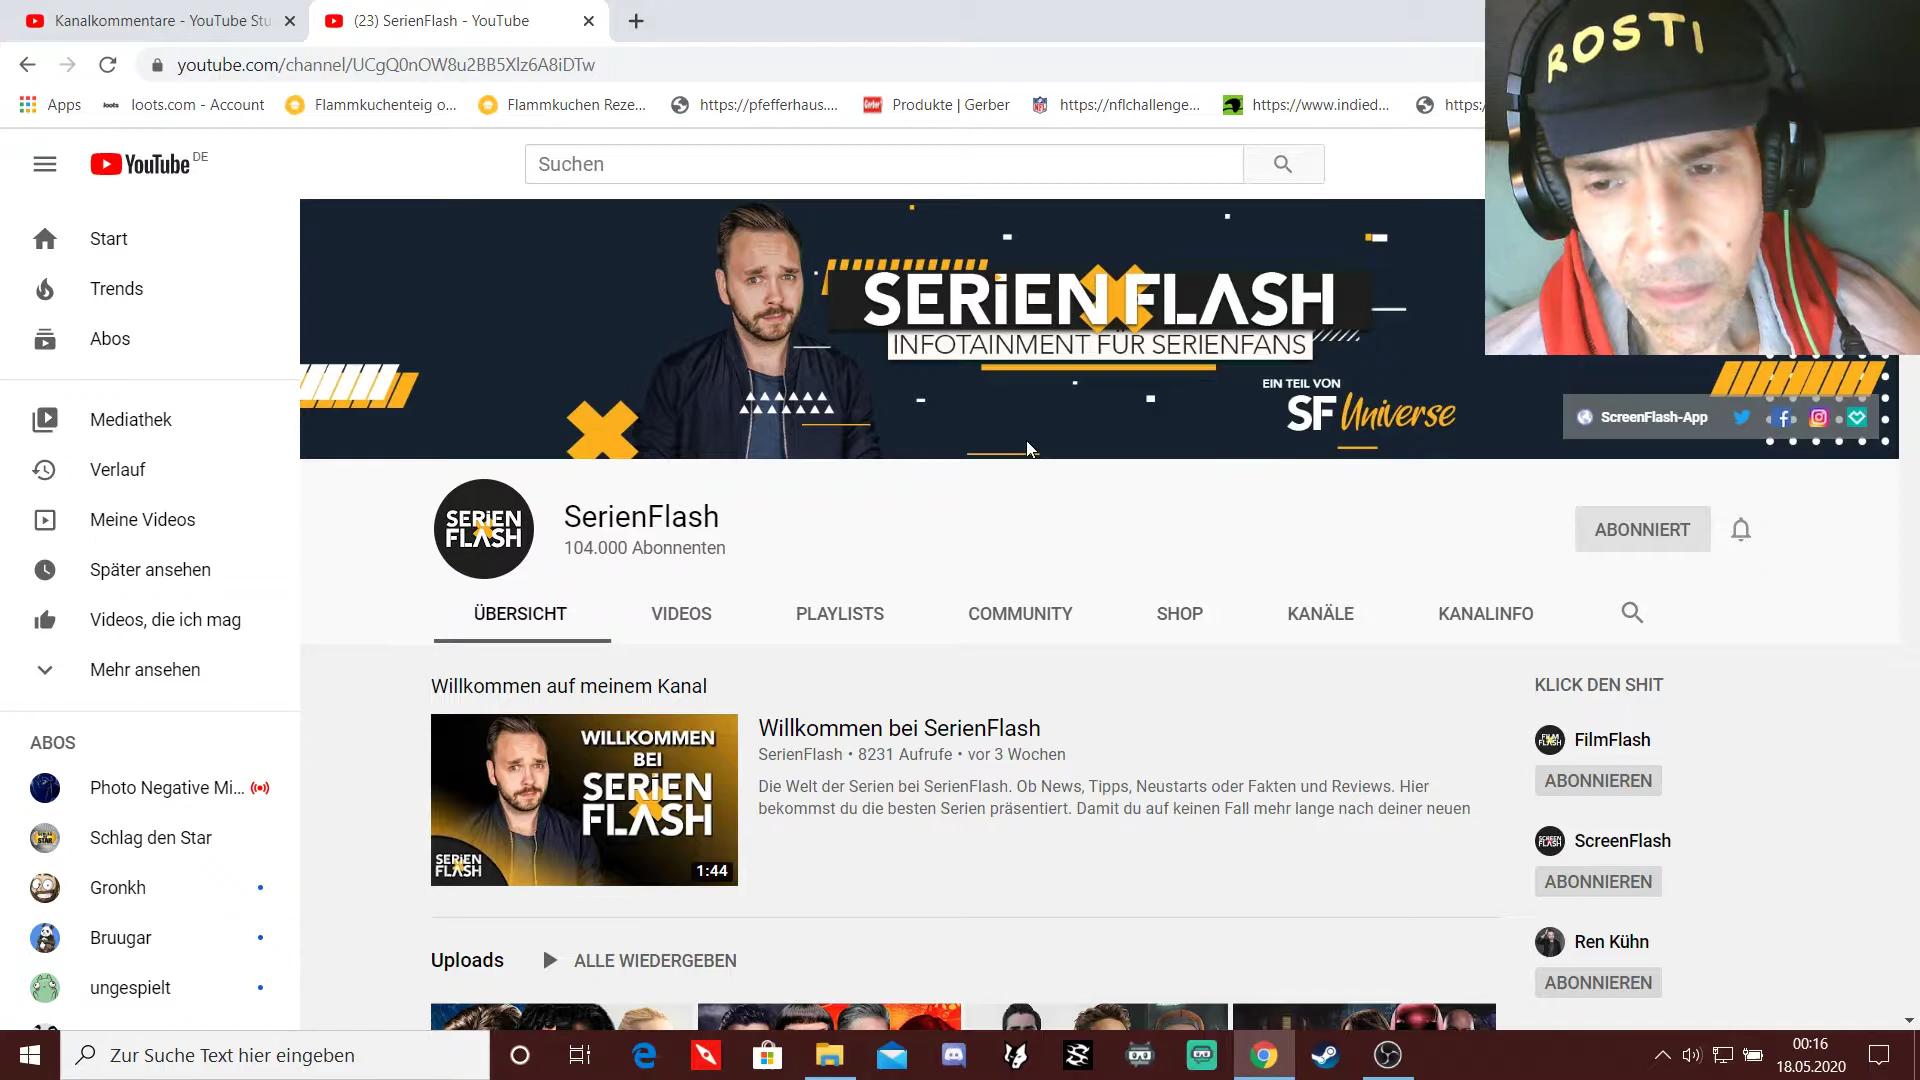 Kanalkommentare - YouTube Stu
(23) SerienFlash - YouTube
youtube.com/channel/UCgQ0nOW8u2BB5Xlz6A8iDTw
Apps
loots
loots.com - Account
Flammkuchenteig o...
Flammkuchen Reze...
https://pfefferhaus....
Gerber
Produkte | Gerber
https://nflchallenge...
https://www.indied...
https:/
ROSTI
YouTube DE
Suchen
Start
Trends
Abos
Mediathek
Verlauf
Meine Videos
Später ansehen
Videos, die ich mag
Mehr ansehen
ABOS
Photo Negative Mi...
Schlag den Star
Gronkh
Bruugar
ungespielt
SERiEN FLASH
INFOTAINMENT FÜR SERIENFANS
EIN TEIL VON
SF Universe
ScreenFlash-App
SERiEN
FLASH
SerienFlash
104.000 Abonnenten
ABONNIERT
ÜBERSICHT
VIDEOS
PLAYLISTS
COMMUNITY
SHOP
KANÄLE
KANALINFO
Willkommen auf meinem Kanal
WILLKOMMEN
BEI
SERiEN
FLASH
SERiEN
FLASH
1:44
Willkommen bei SerienFlash
SerienFlash • 8231 Aufrufe • vor 3 Wochen
Die Welt der Serien bei SerienFlash. Ob News, Tipps, Neustarts oder Fakten und Reviews. Hier
bekommst du die besten Serien präsentiert. Damit du auf keinen Fall mehr lange nach deiner neuen
KLICK DEN SHIT
FILM
FLASH
FilmFlash
ABONNIEREN
SCREEN
FLASH
ScreenFlash
ABONNIEREN
Ren Kühn
ABONNIEREN
Uploads
ALLE WIEDERGEBEN
Zur Suche Text hier eingeben
00:16
18.05.2020